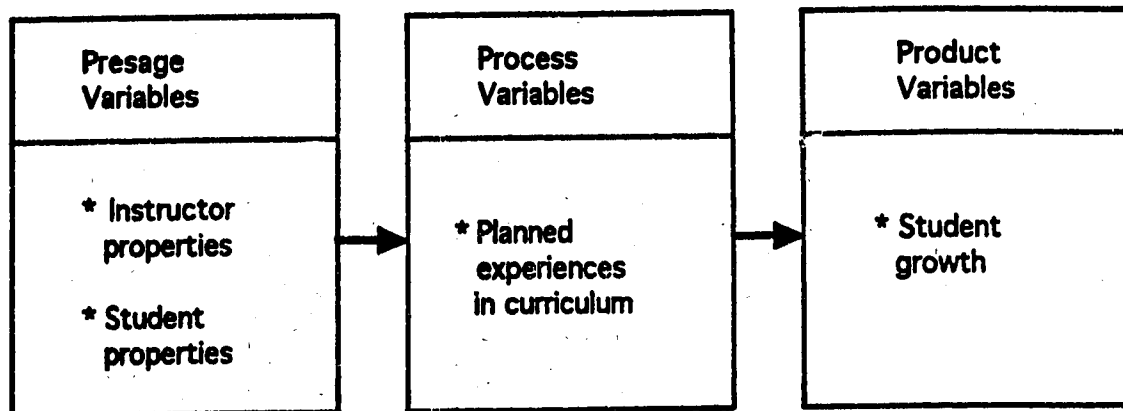 Presage
Variables
* Instructor
properties
* Student
properties
Process
Variables
* Planned
experiences
in curriculum
Product
Variables
* Student
growth